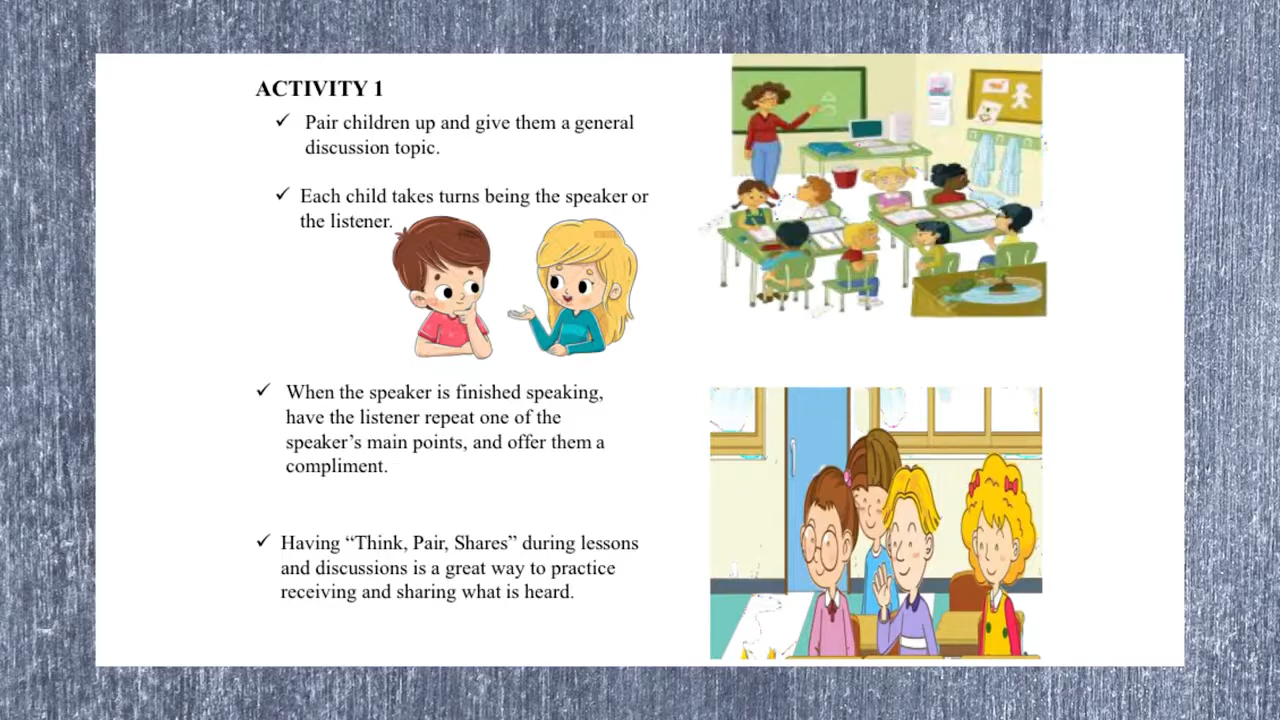 ACTIVITY 1
✓ Pair children up and give them a general
discussion topic.
✓ Each child takes turns being the speaker or
the listener.
✓ When the speaker is finished speaking,
have the listener repeat one of the
speaker’s main points, and offer them a
compliment.
✓ Having “Think, Pair, Shares” during lessons
and discussions is a great way to practice
receiving and sharing what is heard.